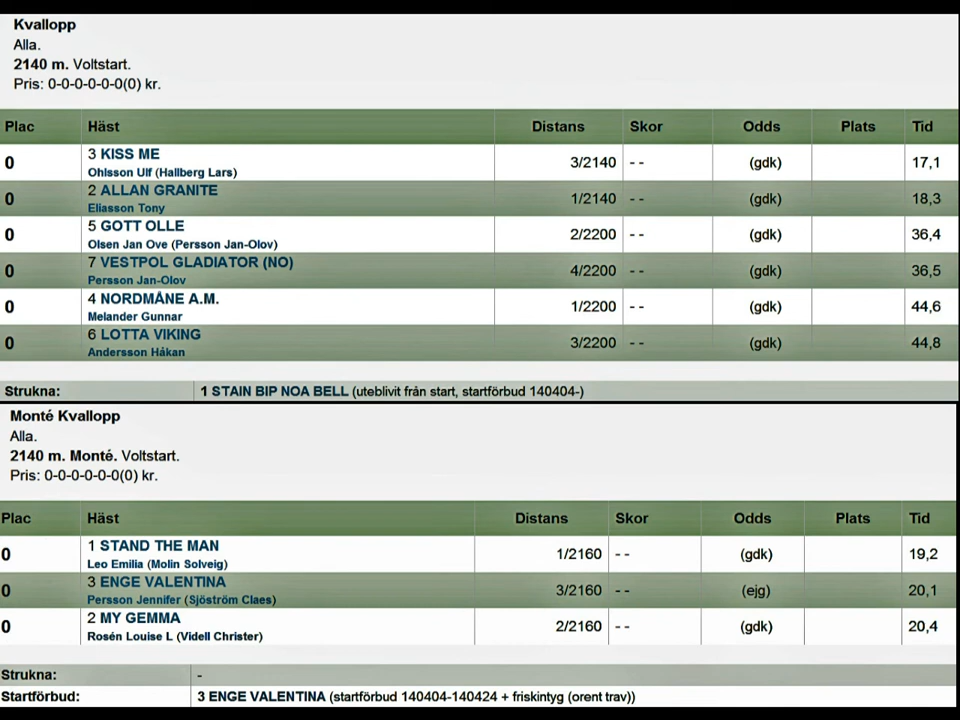 Kvallopp
Alla.
2140 m. Voltstart.
Pris: 0-0-0-0-0-0(0) kr.
Plac Häst Distans Skor Odds Plats Tid
0 3 KISS ME 3/2140 - - (gdk) 17,1
Ohlsson Ulf (Hallberg Lars)
0 2 ALLAN GRANITE 1/2140 - - (gdk) 18,3
Eliasson Tony
0 5 GOTT OLLE 2/2200 - - (gdk) 36,4
Olsen Jan Ove (Persson Jan-Olov)
0 7 VESTPOL GLADIATOR (NO) 4/2200 - - (gdk) 36,5
Persson Jan-Olov
0 4 NORDMÅNE A.M. 1/2200 - - (gdk) 44,6
Melander Gunnar
0 6 LOTTA VIKING 3/2200 - - (gdk) 44,8
Andersson Håkan
Strukna: 1 STAIN BIP NOA BELL (uteblivit från start, startförbud 140404-)
Monté Kvallopp
Alla.
2140 m. Monté. Voltstart.
Pris: 0-0-0-0-0-0(0) kr.
Plac Häst Distans Skor Odds Plats Tid
0 1 STAND THE MAN 1/2160 - - (gdk) 19,2
Leo Emilia (Molin Solveig)
0 3 ENGE VALENTINA 3/2160 - - (ejg) 20,1
Persson Jennifer (Sjöström Claes)
0 2 MY GEMMA 2/2160 - - (gdk) 20,4
Rosén Louise L (Videll Christer)
Strukna: -
Startförbud: 3 ENGE VALENTINA (startförbud 140404-140424 + friskintyg (orent trav))